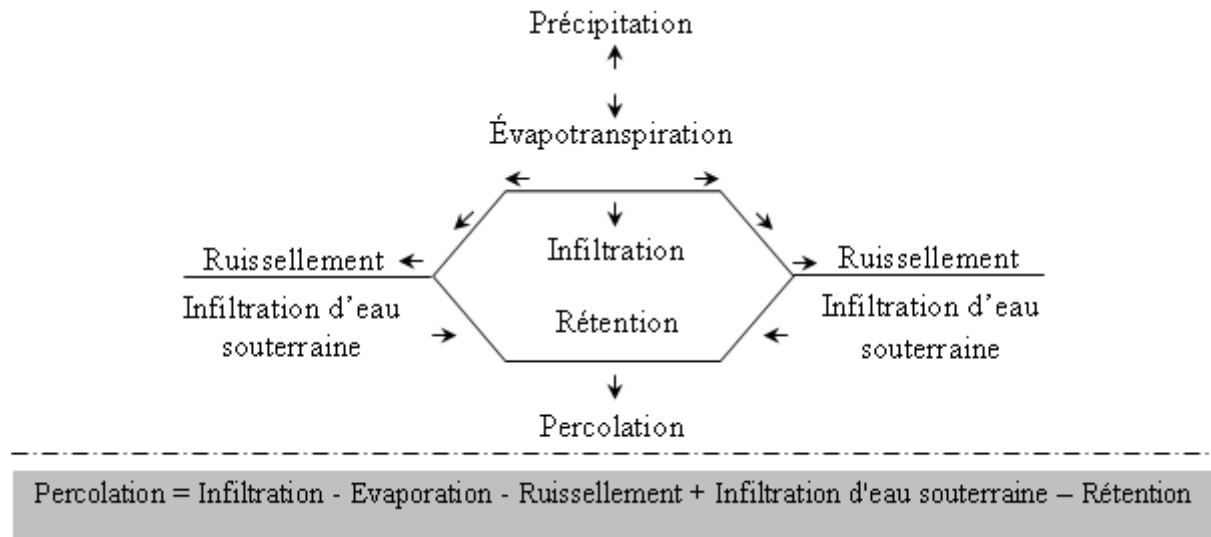 Précipitation
Évapotranspiration
Infiltration
Ruissellement
Ruissellement
Infiltration d’eau
souterraine
Rétention
Infiltration d’eau
souterraine
Percolation
Percolation = Infiltration - Evaporation - Ruissellement + Infiltration d'eau souterraine – Rétention